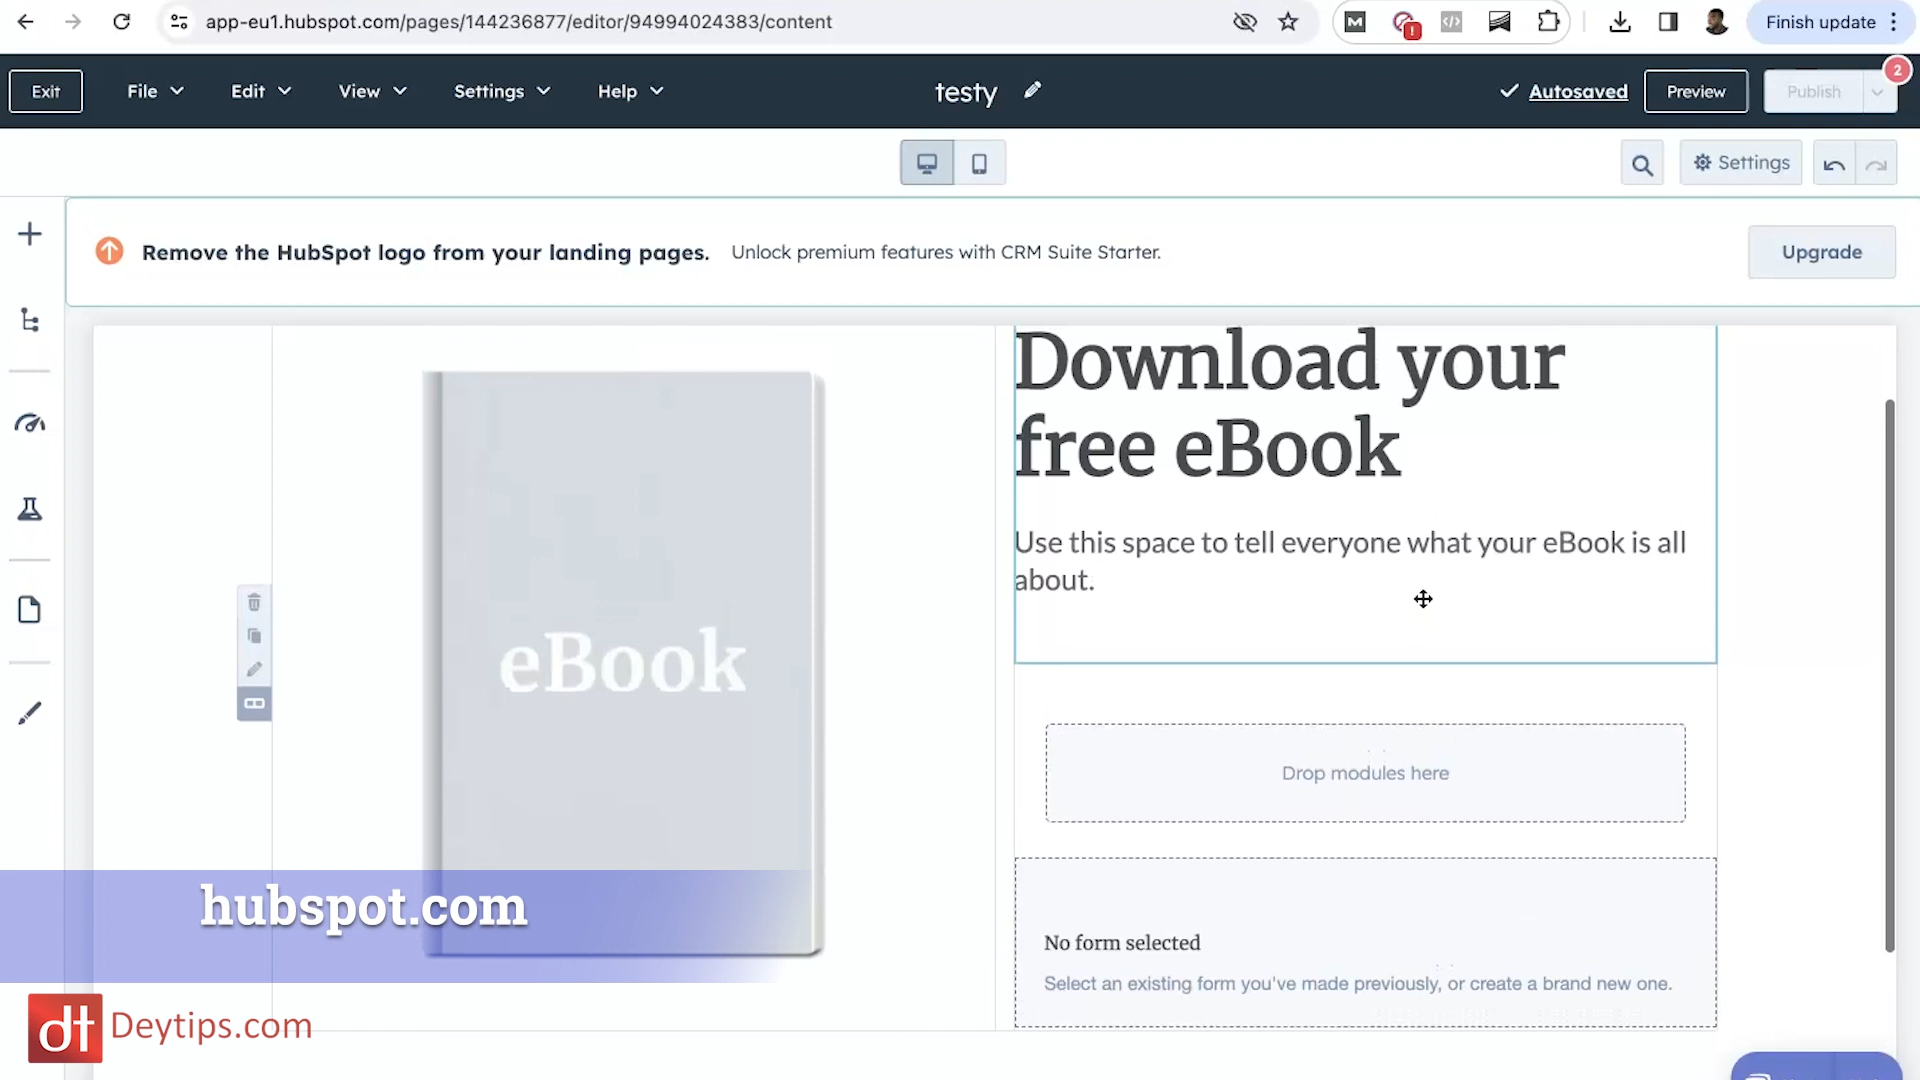 app-eu1.hubspot.com/pages/144236877/editor/94994024383/content
Finish update
Exit
File
Edit
View
Settings
Help
testy
Autosaved
Preview
Publish
2
Settings
Remove the HubSpot logo from your landing pages.
Unlock premium features with CRM Suite Starter.
Upgrade
Download your
free eBook
Use this space to tell everyone what your eBook is all
about.
eBook
Drop modules here
No form selected
Select an existing form you've made previously, or create a brand new one.
hubspot.com
dt Deytips.com